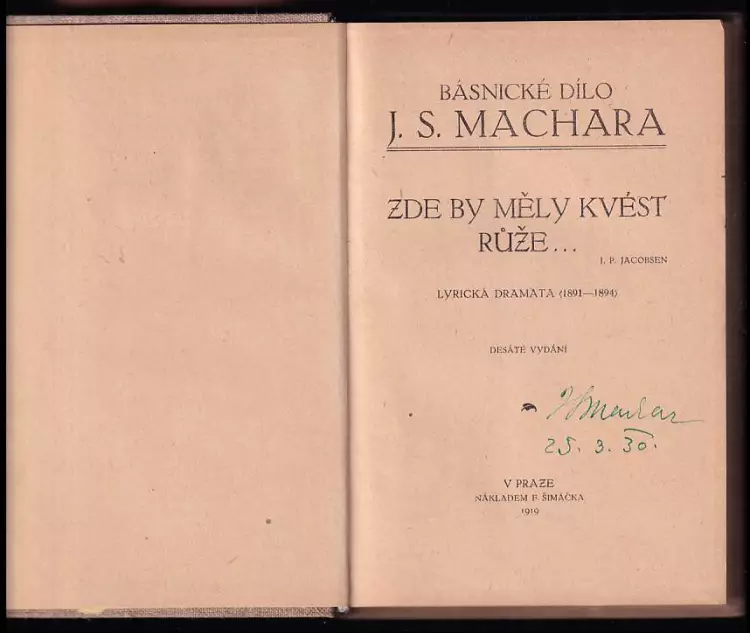 BÁSNICKÉ DÍLO
J. S. MACHARA
ZDE BY MĚLY KVÉST
RŮŽE...
J. P. JACOBSEN
LYRICKÁ DRAMATA (1891—1894)
DESÁTÉ VYDÁNÍ
JSMachar
25. 3. 30.
V PRAZE
NÁKLADEM F. ŠIMÁČKA
1919